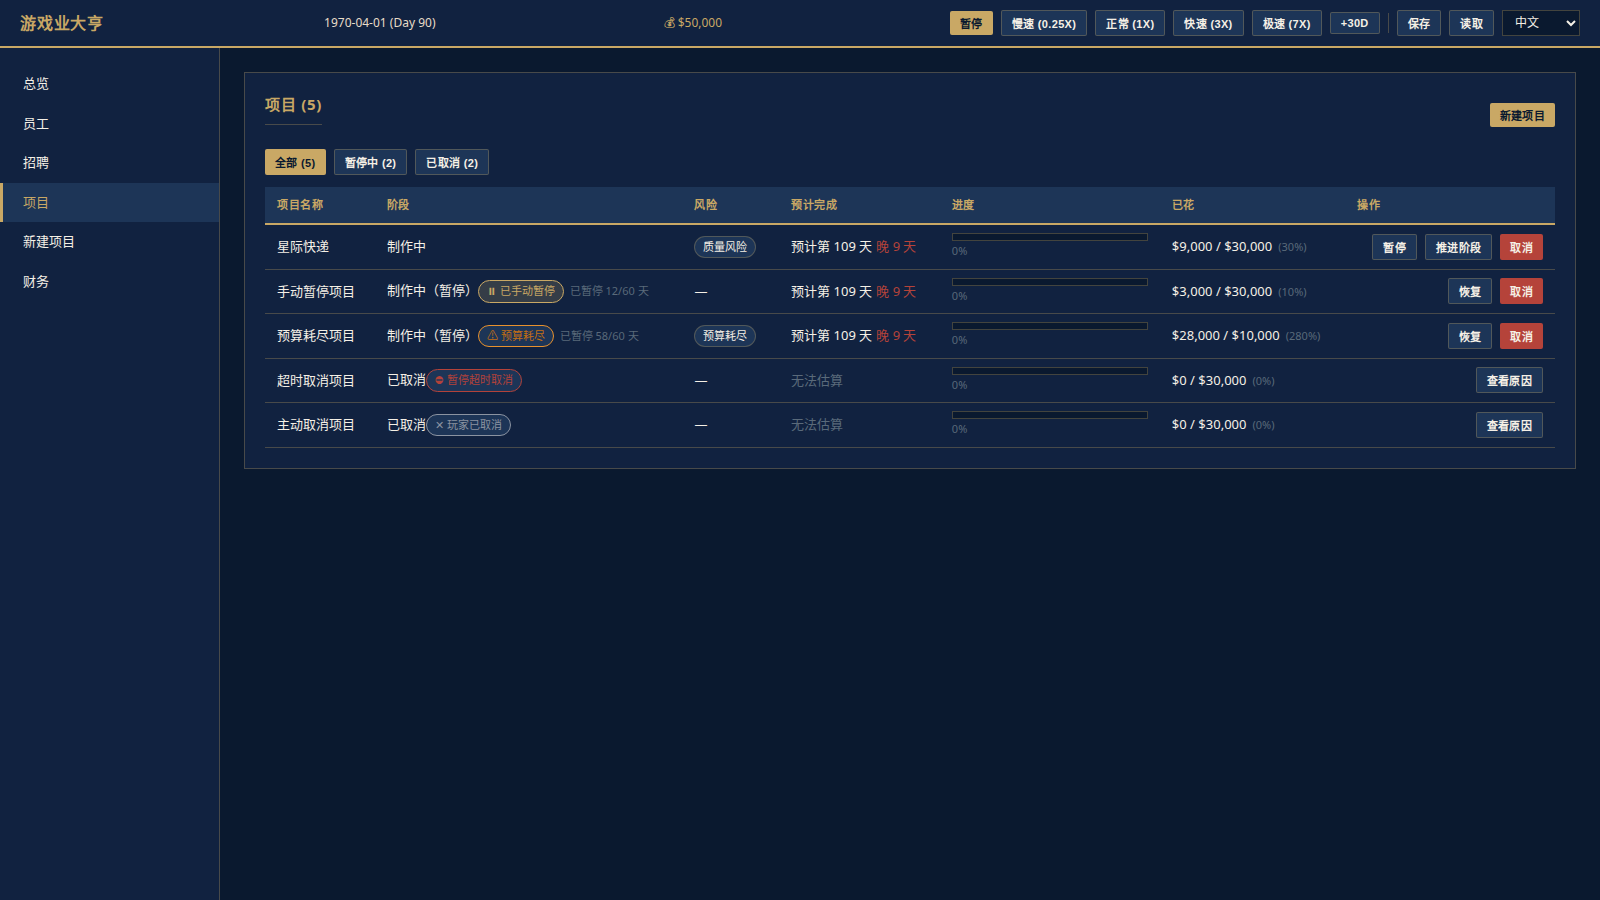 游戏业大亨 1970-04-01 (Day 90) 💰 $50,000 暂停 慢速 (0.25X) 正常 (1X) 快速 (3X) 极速 (7X) +30D 保存 读取 中文
总览
员工
招聘
项目
新建项目
财务
项目 (5) 新建项目
全部 (5) 暂停中 (2) 已取消 (2)
项目名称 阶段 风险 预计完成 进度 已花 操作
星际快递 制作中 质量风险 预计第 109 天 晚 9 天 0% $9,000 / $30,000 (30%) 暂停 推进阶段 取消
手动暂停项目 制作中（暂停） ⏸ 已手动暂停 已暂停 12/60 天 — 预计第 109 天 晚 9 天 0% $3,000 / $30,000 (10%) 恢复 取消
预算耗尽项目 制作中（暂停） ⚠ 预算耗尽 已暂停 58/60 天 预算耗尽 预计第 109 天 晚 9 天 0% $28,000 / $10,000 (280%) 恢复 取消
超时取消项目 已取消 ⛔ 暂停超时取消 — 无法估算 0% $0 / $30,000 (0%) 查看原因
主动取消项目 已取消 ✕ 玩家已取消 — 无法估算 0% $0 / $30,000 (0%) 查看原因